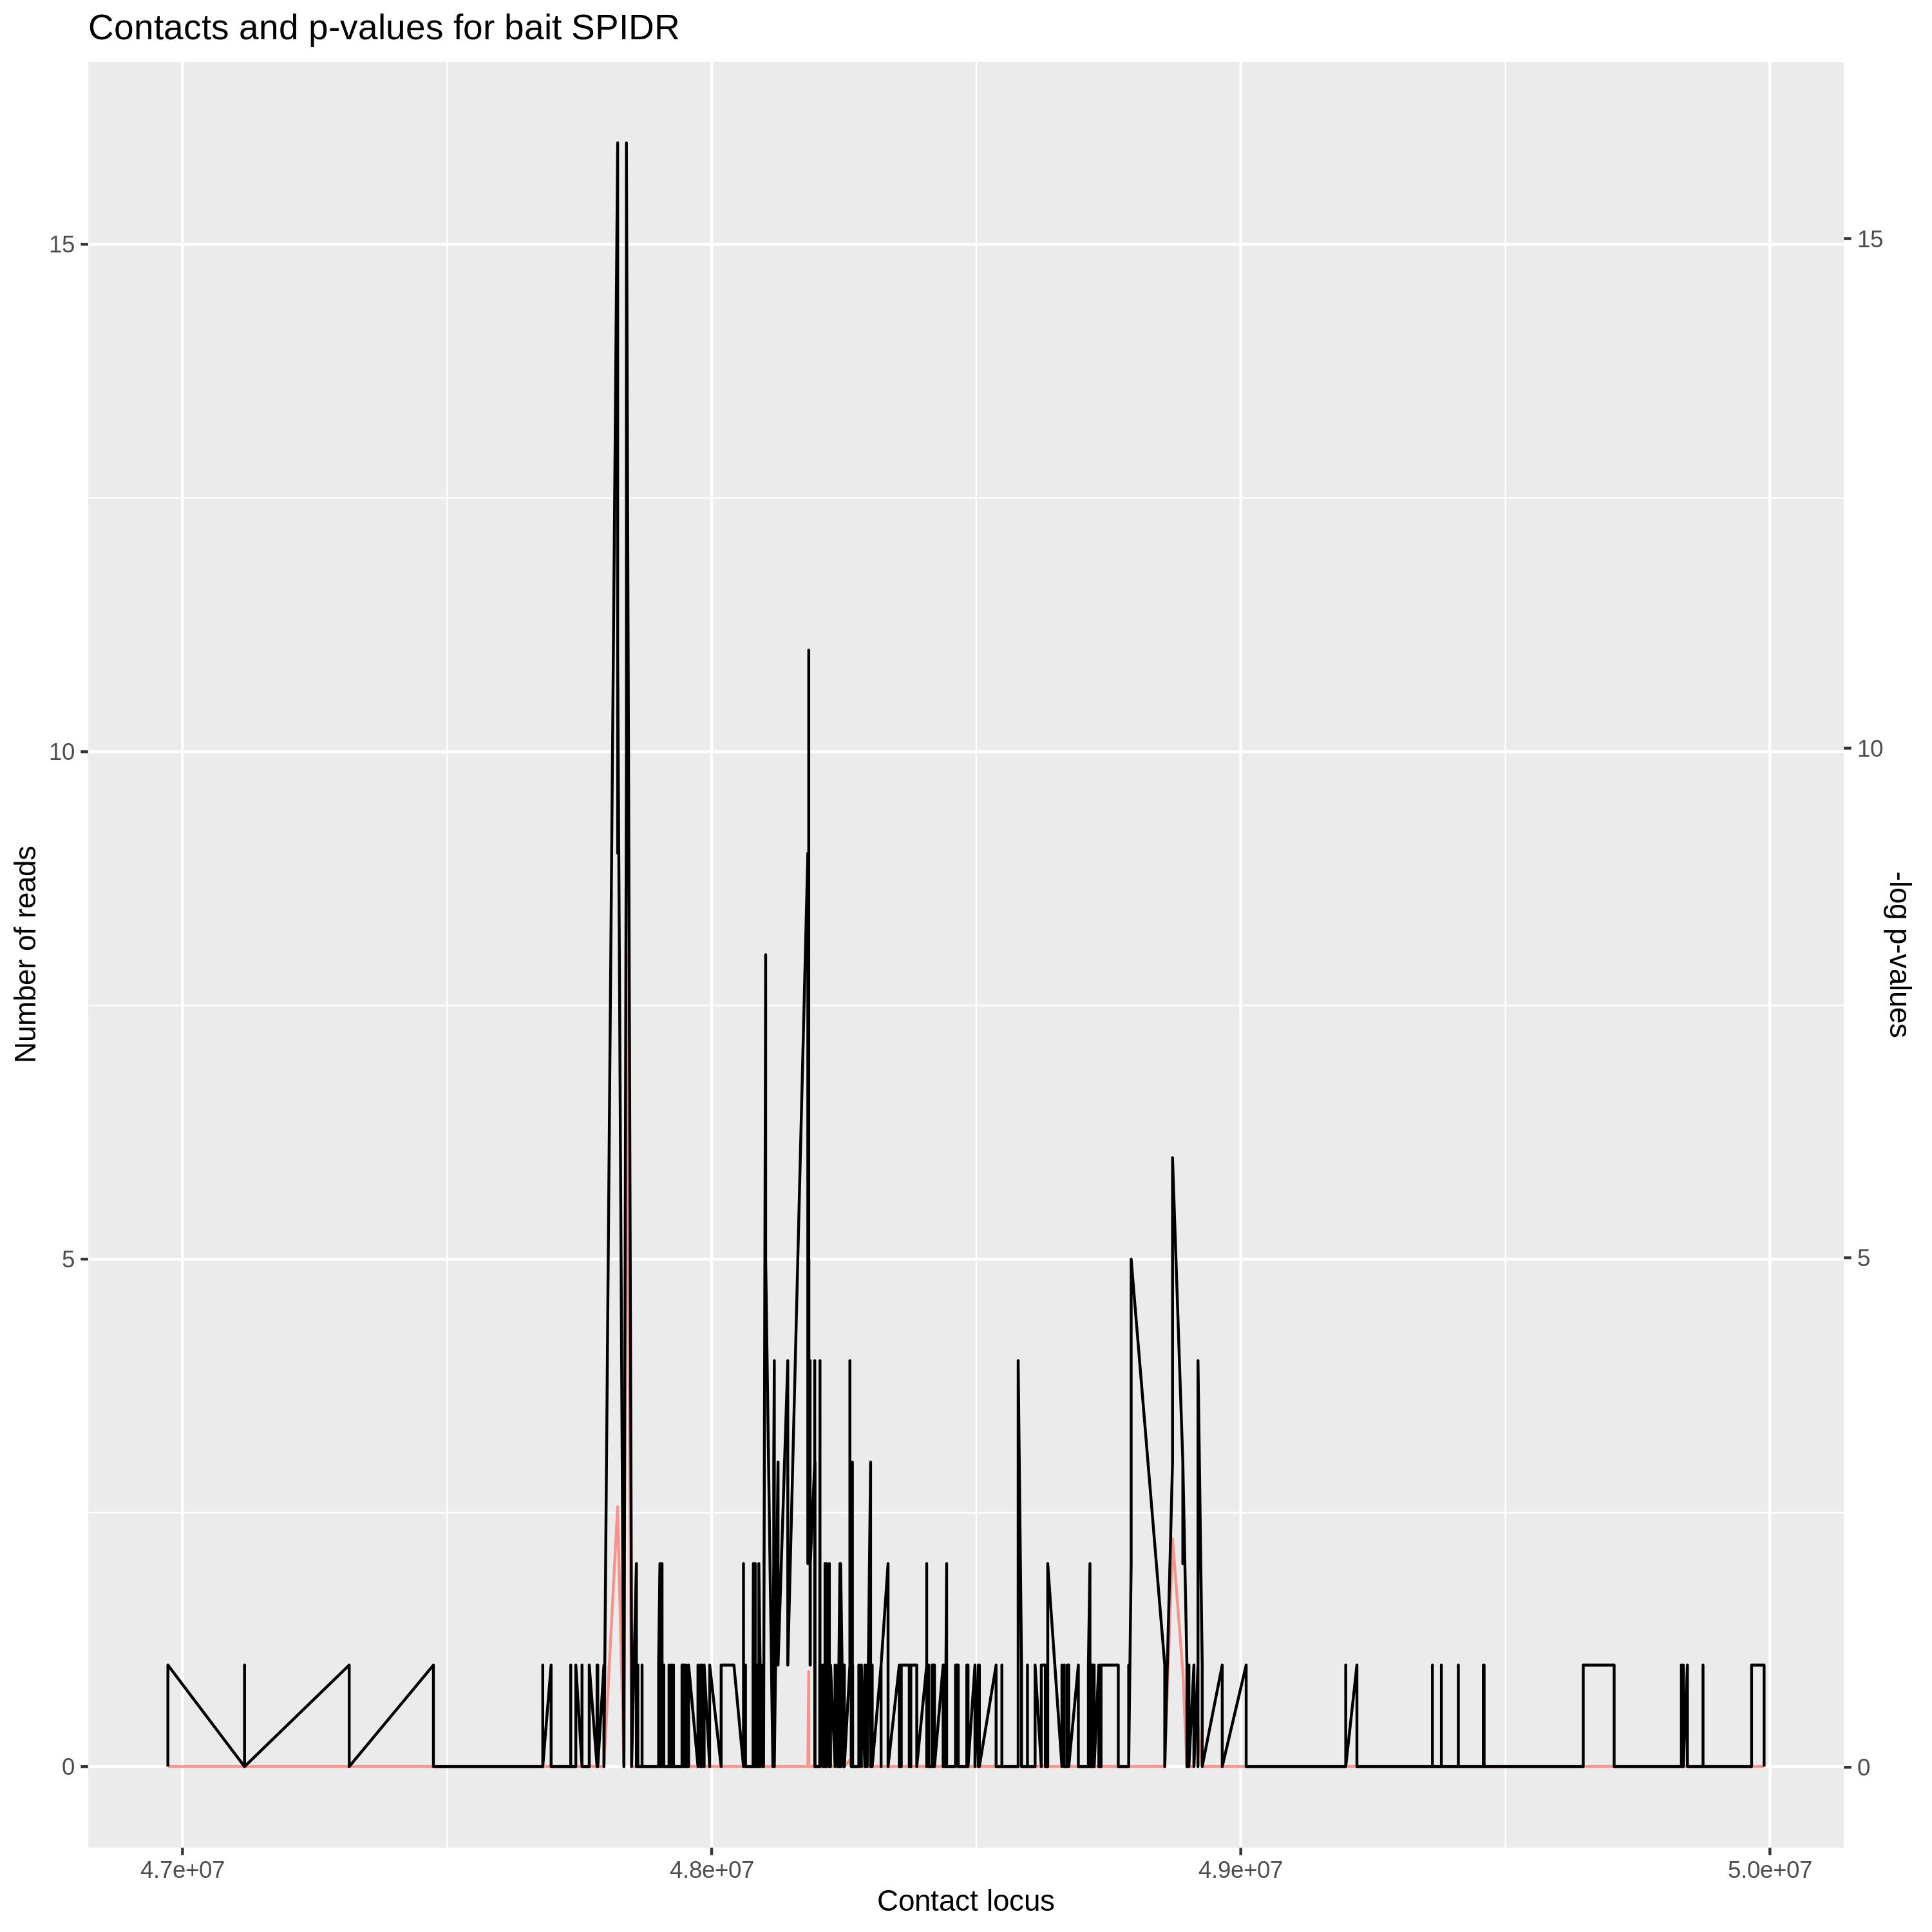 Contacts and p-values for bait SPIDR
15
10
5
0
Number of reads
15
10
5
0
-log p-values
4.7e+07
4.8e+07
4.9e+07
5.0e+07
Contact locus